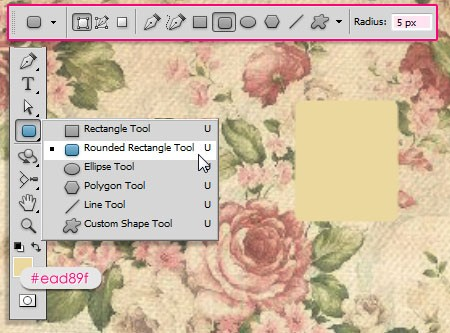 Radius: 5 px
T
Rectangle Tool U
Rounded Rectangle Tool U
Ellipse Tool U
Polygon Tool U
Line Tool U
Custom Shape Tool U
#ead89f